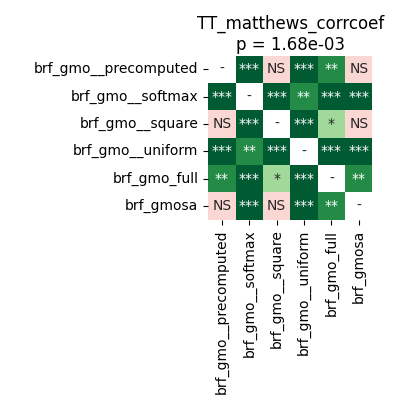 TT_matthews_corrcoef
p = 1.68e-03
brf_gmo__precomputed - *** NS *** ** NS
brf_gmo__softmax *** - *** ** *** ***
brf_gmo__square NS *** - *** * NS
brf_gmo__uniform *** ** *** - *** ***
brf_gmo_full ** *** * *** - **
brf_gmosa NS *** NS *** ** -
brf_gmo__precomputed
brf_gmo__softmax
brf_gmo__square
brf_gmo__uniform
brf_gmo_full
brf_gmosa